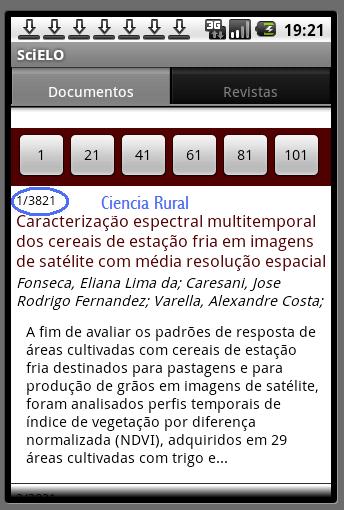 3G 19:21
SciELO
Documentos Revistas
1 21 41 61 81 101
1/3821 Ciencia Rural
Caracterização espectral multitemporal
dos cereais de estação fria em imagens
de satélite com média resolução espacial
Fonseca, Eliana Lima da; Caresani, Jose
Rodrigo Fernandez; Varella, Alexandre Costa;
A fim de avaliar os padrões de resposta de
áreas cultivadas com cereais de estação
fria destinados para pastagens e para
produção de grãos em imagens de satélite,
foram analisados perfis temporais de
índice de vegetação por diferença
normalizada (NDVI), adquiridos em 29
áreas cultivadas com trigo e...